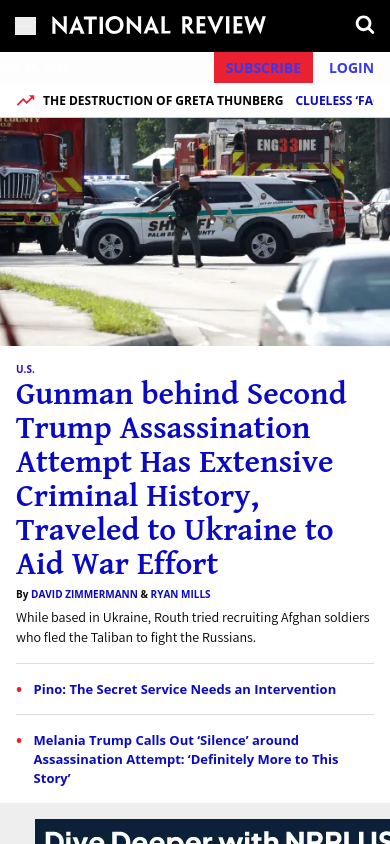 NATIONAL REVIEW
SUBSCRIBE LOGIN
THE DESTRUCTION OF GRETA THUNBERG CLUELESS ‘FA
COUNTY
ENG33INE
SHERIFF
PALM BEACH COUNTY
Gunman behind Second
U.S.
Trump Assassination
Attempt Has Extensive
Criminal History,
Traveled to Ukraine to
Aid War Effort
By DAVID ZIMMERMANN & RYAN MILLS
While based in Ukraine, Routh tried recruiting Afghan soldiers
who fled the Taliban to fight the Russians.
Pino: The Secret Service Needs an Intervention
Melania Trump Calls Out ‘Silence’ around
Assassination Attempt: ‘Definitely More to This
Story’
Dive Deeper with NRPLUS